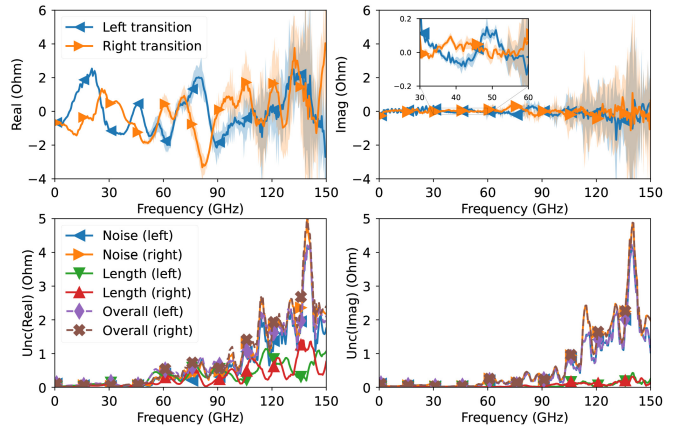 6
4
2
0
−2
−4
Real (Ohm)
Left transition
Right transition
0 30 60 90 120 150
Frequency (GHz)
6
4
2
0
−2
−4
Imag (Ohm)
0.2
0.0
−0.2
30 40 50 60
0 30 60 90 120 150
Frequency (GHz)
5
4
3
2
1
0
Unc(Real) (Ohm)
Noise (left)
Noise (right)
Length (left)
Length (right)
Overall (left)
Overall (right)
0 30 60 90 120 150
Frequency (GHz)
5
4
3
2
1
0
Unc(Imag) (Ohm)
0 30 60 90 120 150
Frequency (GHz)